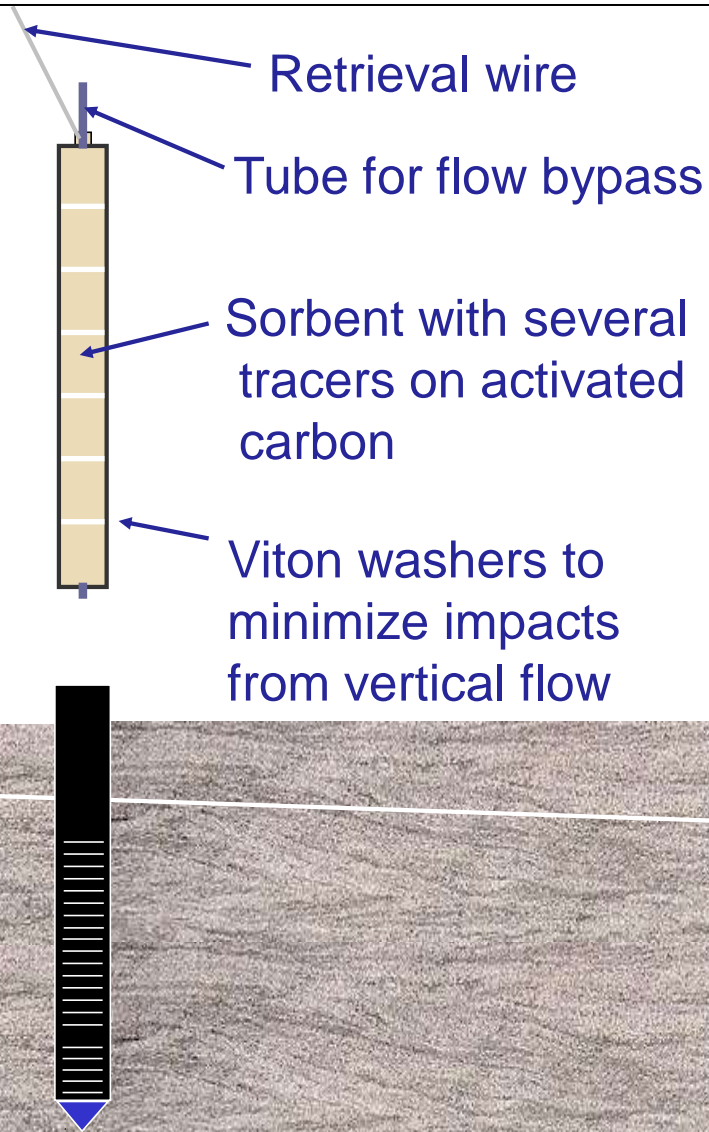 Retrieval wire
Tube for flow bypass
Sorbent with several
tracers on activated
carbon
Viton washers to
minimize impacts
from vertical flow